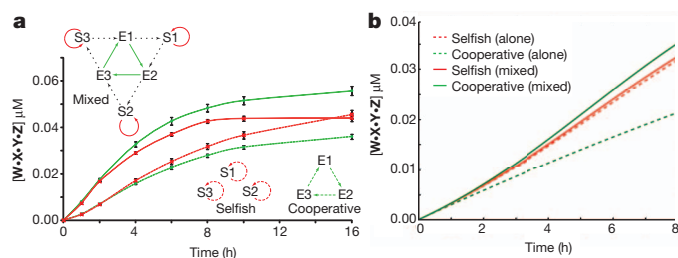 a
S3
E1
S1
E3
E2
Mixed
S2
[W•X•Y•Z] μM
0.06
0.04
0.02
0.00
0
4
8
12
16
Time (h)
S1
S3
S2
Selfish
E1
E3
E2
Cooperative
b
[W•X•Y•Z] μM
0.04
0.03
0.02
0.01
0.00
0
2
4
6
8
Time (h)
Selfish (alone)
Cooperative (alone)
Selfish (mixed)
Cooperative (mixed)